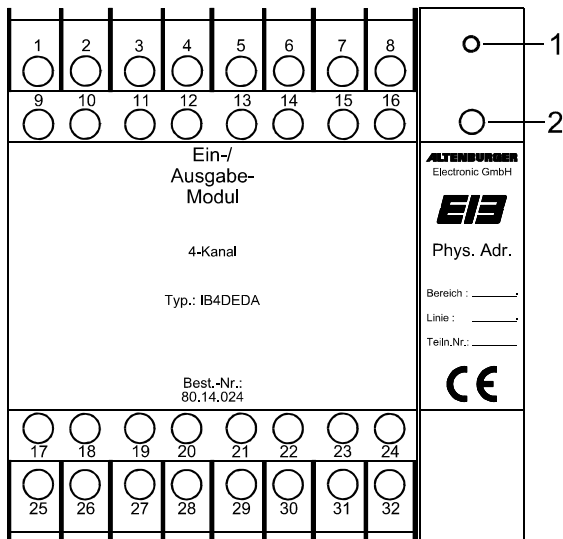 1 2 3 4 5 6 7 8
1
9 10 11 12 13 14 15 16
2
Ein-/
Ausgabe-
Modul
4-Kanal
Typ.: IB4DEDA
Best.-Nr.:
80.14.024
ALTENBURGER
Electronic GmbH
EIB
Phys. Adr.
Bereich : ______.
Linie : ______.
Teiln.Nr.: ______
CE
17 18 19 20 21 22 23 24
25 26 27 28 29 30 31 32